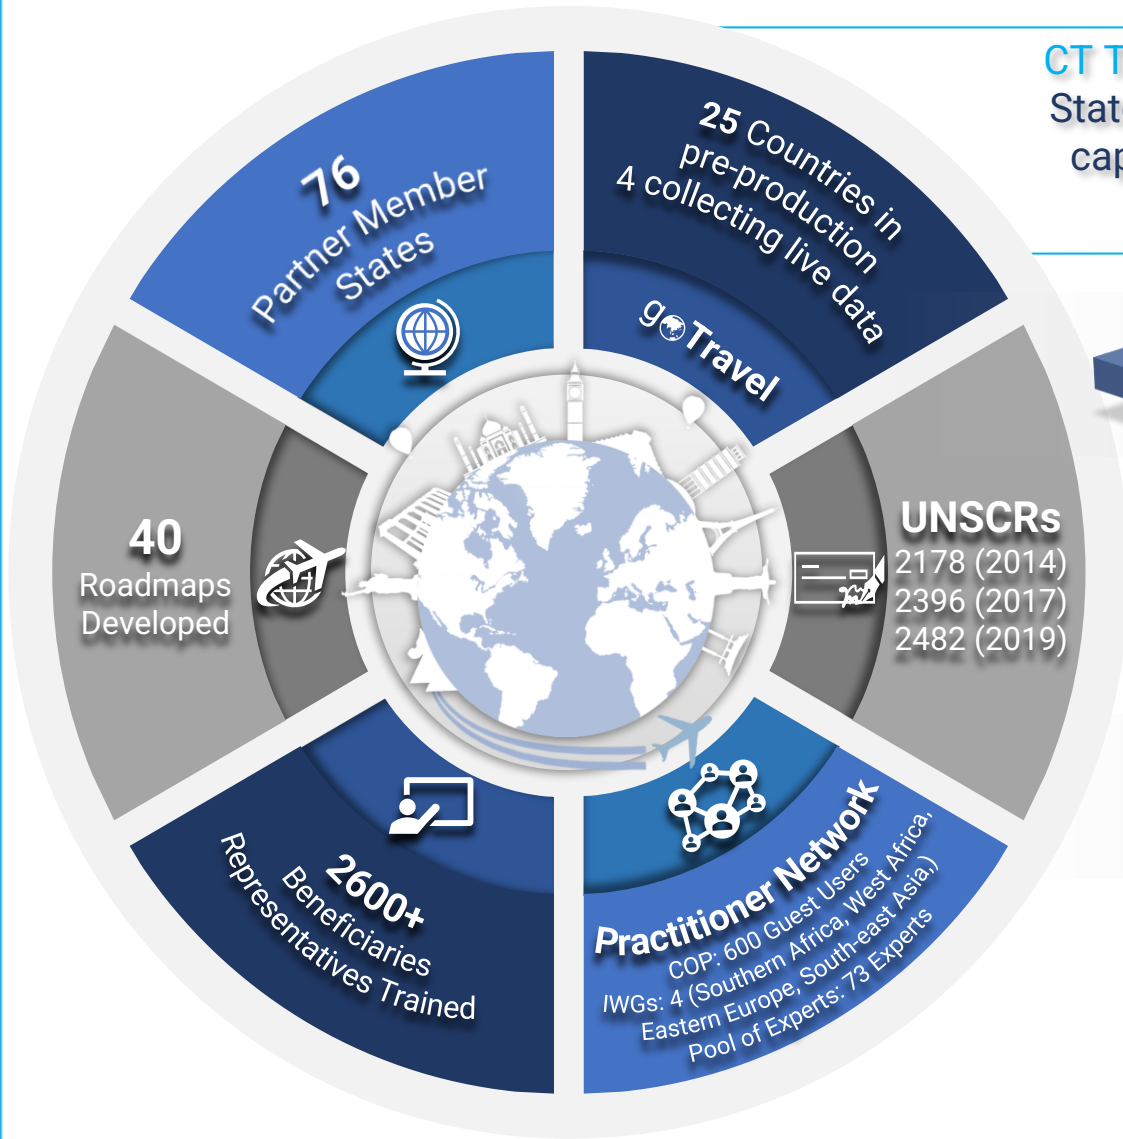 76
Partner Member
States
25 Countries in
pre-production
4 collecting live data
goTravel
CT
40
Roadmaps
Developed
UNSCRs
2178 (2014)
2396 (2017)
2482 (2019)
2600+
Beneficiaries
Representatives Trained
Practitioner Network
COP: 600 Guest Users
IWGs: 4 (Southern Africa, West Africa,
Eastern Europe, South-east Asia,)
Pool of Experts: 73 Experts